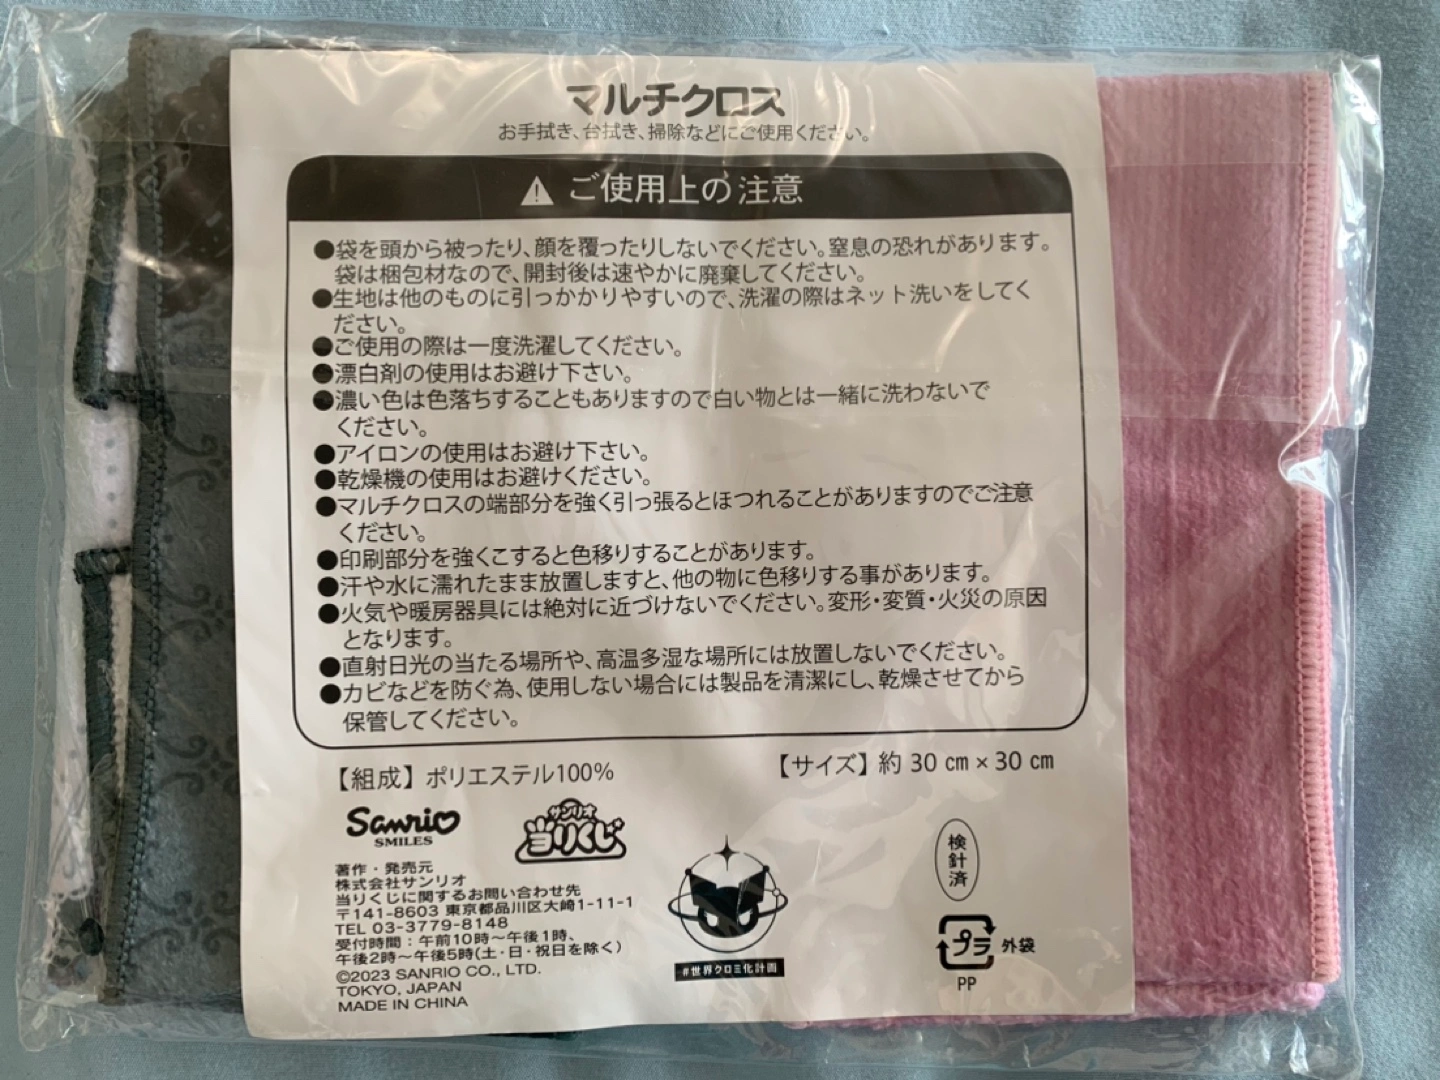 マルチクロス
お手拭き、台拭き、掃除などにご使用ください。
ご使用上の注意
●袋を頭から被ったり、顔を覆ったりしないでください。窒息の恐れがあります。
袋は梱包材なので、開封後は速やかに廃棄してください。
●生地は他のものに引っかかりやすいので、洗濯の際はネット洗いをしてく
ださい。
●ご使用の際は一度洗濯してください。
●漂白剤の使用はお避け下さい。
●濃い色は色落ちすることもありますので白い物とは一緒に洗わないで
ください。
●アイロンの使用はお避け下さい。
●乾燥機の使用はお避けください。
●マルチクロスの端部分を強く引っ張るとほつれることがありますのでご注意
ください。
●印刷部分を強くこすると色移りすることがあります。
●汗や水に濡れたまま放置しますと、他の物に色移りする事があります。
●火気や暖房器具には絶対に近づけないでください。変形・変質・火災の原因
となります。
●直射日光の当たる場所や、高温多湿な場所には放置しないでください。
●カビなどを防ぐ為、使用しない場合には製品を清潔にし、乾燥させてから
保管してください。
【組成】ポリエステル100%
【サイズ】約 30 cm × 30 cm
Sanrio
SMILES
サンリオ
当りくじ
著作・発売元
株式会社サンリオ
当りくじに関するお問い合わせ先
〒141-8603 東京都品川区大崎1-11-1
TEL 03-3779-8148
受付時間:午前10時～午後1時、
午後2時～午後5時(土・日・祝日を除く)
©2023 SANRIO CO., LTD.
TOKYO, JAPAN
MADE IN CHINA
#世界クロミ化計画
検針済
プラ 外袋
PP